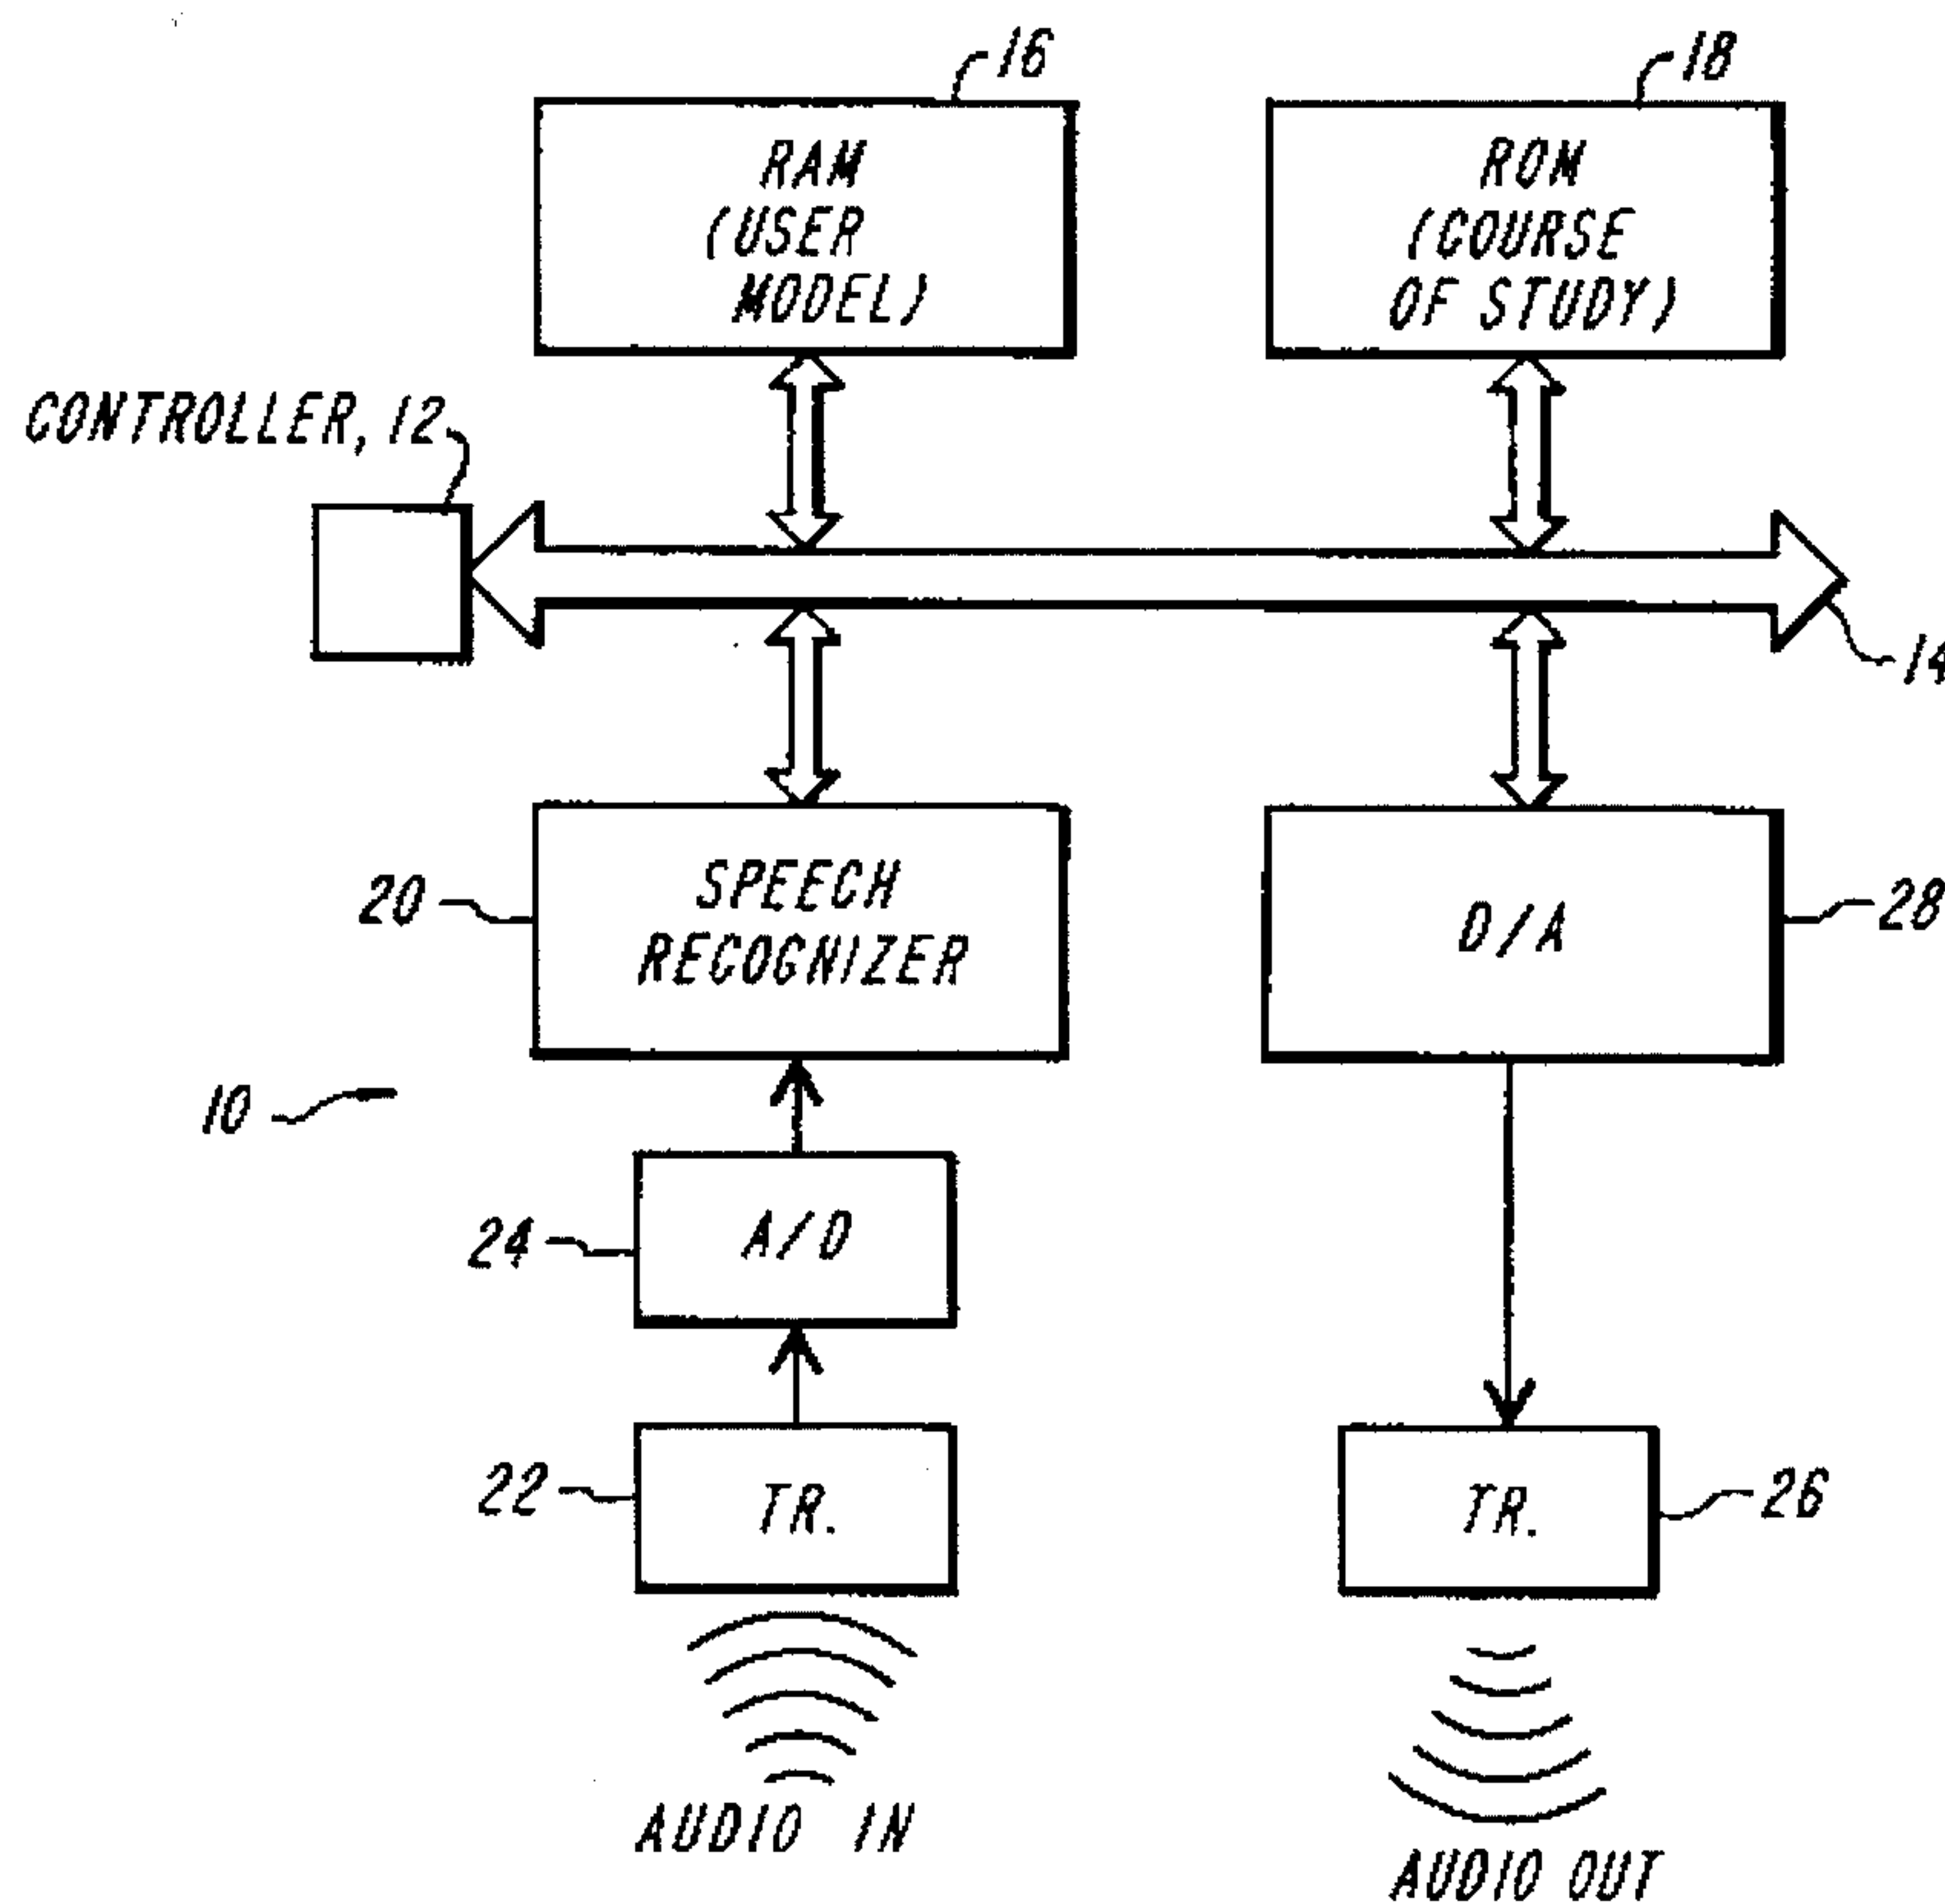 16
18
RAM
(USER
MODEL)
ROM
(COURSE
OF STUDY)
CONTROLLER, 12
14
SPEECH
RECOGNIZER
20
D/A
28
10
A/D
24
TR.
22
TR.
26
AUDIO IN
AUDIO OUT